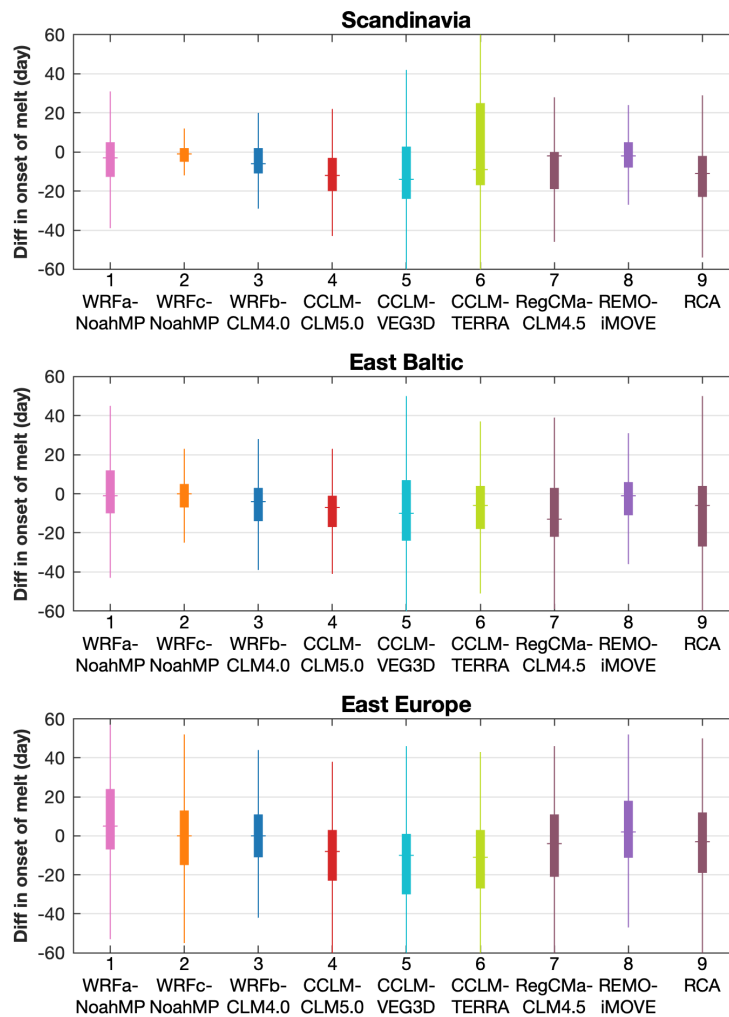 Scandinavia
Diff in onset of melt (day)
60
40
20
0
-20
-40
-60
1 2 3 4 5 6 7 8 9
WRFa- WRFc- WRFb- CCLM- CCLM- CCLM- RegCMa- REMO- RCA
NoahMP NoahMP CLM4.0 CLM5.0 VEG3D TERRA CLM4.5 iMOVE
East Baltic
Diff in onset of melt (day)
60
40
20
0
-20
-40
-60
1 2 3 4 5 6 7 8 9
WRFa- WRFc- WRFb- CCLM- CCLM- CCLM- RegCMa- REMO- RCA
NoahMP NoahMP CLM4.0 CLM5.0 VEG3D TERRA CLM4.5 iMOVE
East Europe
Diff in onset of melt (day)
60
40
20
0
-20
-40
-60
1 2 3 4 5 6 7 8 9
WRFa- WRFc- WRFb- CCLM- CCLM- CCLM- RegCMa- REMO- RCA
NoahMP NoahMP CLM4.0 CLM5.0 VEG3D TERRA CLM4.5 iMOVE